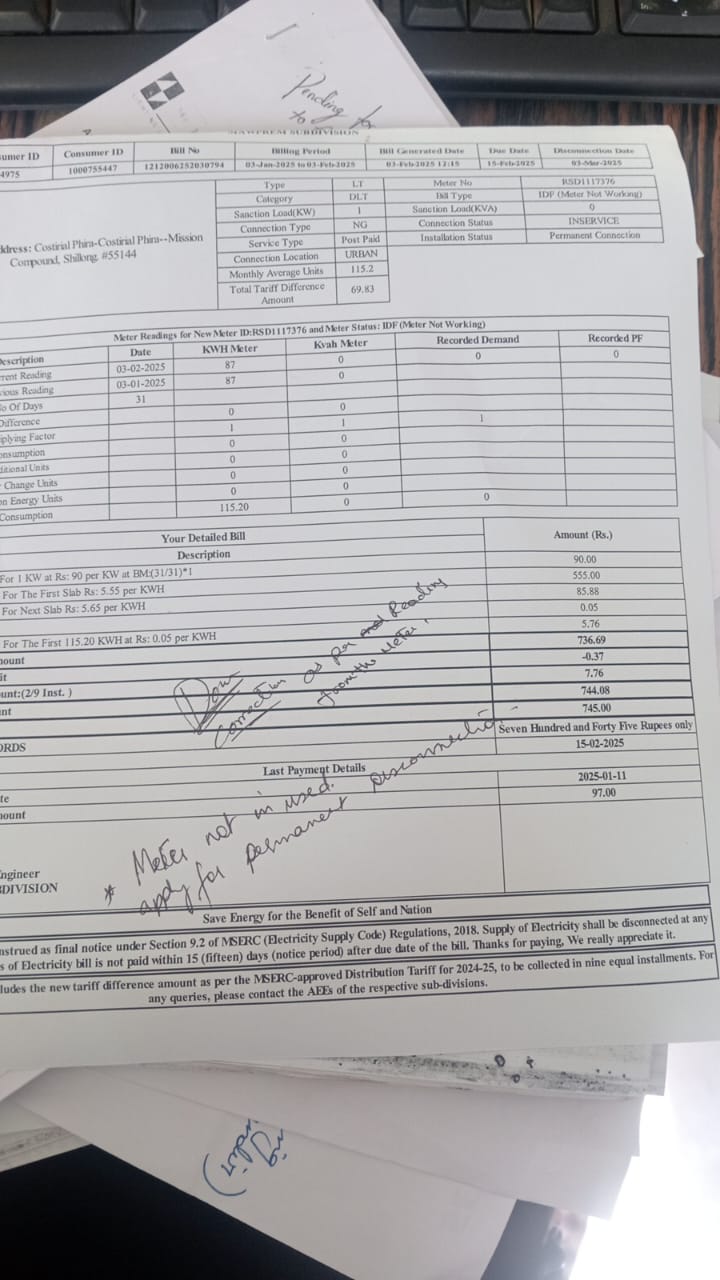 Pending for
to
SUBDIVISION
umer ID Consumer ID Bill No Billing Period Bill Generated Date Due Date Disconnection Date
4975 1000755447 1212006252030794 03-Jan-2025 to 03-Feb-2025 03-Feb-2025 12:15 15-Feb-2025 03-Mar-2025
Type LT Meter No RSD1117376
Category DLT Bill Type IDF (Meter Not Working)
Sanction Load(KW) 1 Sanction Load(KVA) 0
Connection Type NG Connection Status INSERVICE
Service Type Post Paid Installation Status Permanent Connection
Connection Location URBAN
Monthly Average Units 115.2
Total Tariff Difference Amount 69.83
ddress: Costirial Phira-Costirial Phira--Mission
Compound, Shillong, #55144
Meter Readings for New Meter ID:RSD1117376 and Meter Status: IDF(Meter Not Working)
Description Date KWH Meter Kvah Meter Recorded Demand Recorded PF
rrent Reading 03-02-2025 87 0 0 0
vious Reading 03-01-2025 87 0
o Of Days 31
Difference 0 0
iplying Factor 1 1 1
onsumption 0 0
ditional Units 0 0
Change Units 0 0
on Energy Units 0 0
Consumption 115.20 0 0
Your Detailed Bill
Description Amount (Rs.)
For 1 KW at Rs: 90 per KW at BM:(31/31)*1 90.00
For The First Slab Rs: 5.55 per KWH 555.00
For Next Slab Rs: 5.65 per KWH 85.88
0.05
For The First 115.20 KWH at Rs: 0.05 per KWH 5.76
mount 736.69
it -0.37
unt:(2/9 Inst. ) 7.76
nt 744.08
745.00
ORDS Seven Hundred and Forty Five Rupees only
15-02-2025
Done
Correction as per Reading
from the Meter.
Last Payment Details
te 2025-01-11
mount 97.00
* Meter not in used.
apply for permanent Disconnection
ngineer
DIVISION
Save Energy for the Benefit of Self and Nation
nstrued as final notice under Section 9.2 of MSERC (Electricity Supply Code) Regulations, 2018. Supply of Electricity shall be disconnected at any
s of Electricity bill is not paid within 15 (fifteen) days (notice period) after due date of the bill. Thanks for paying, We really appreciate it.
ludes the new tariff difference amount as per the MSERC-approved Distribution Tariff for 2024-25, to be collected in nine equal installments. For
any queries, please contact the AEEs of the respective sub-divisions.